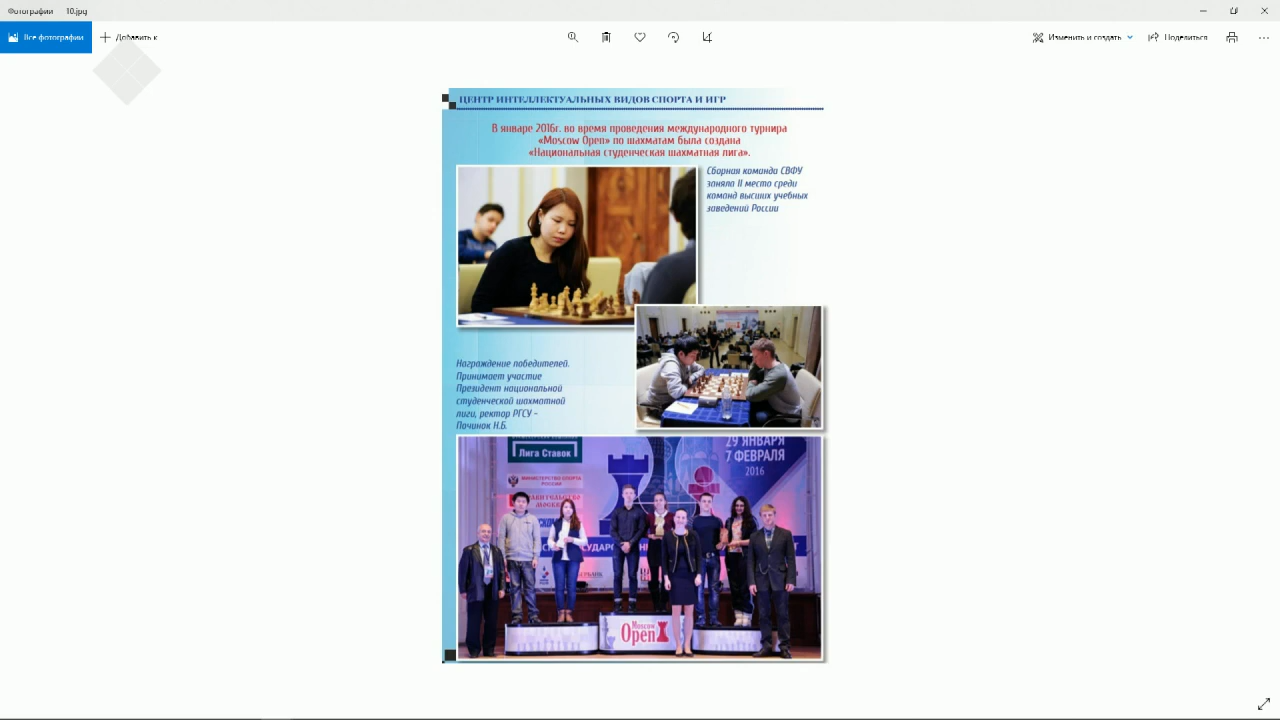 Фотографии 10.jpg
Все фотографии
Добавить к
Изменить и создать
Поделиться
ЦЕНТР ИНТЕЛЛЕКТУАЛЬНЫХ ВИДОВ СПОРТА И ИГР
В январе 2016г. во время проведения международного турнира
«Moscow Open» по шахматам была создана
«Национальная студенческая шахматная лига».
Сборная команда СВФУ
заняла II место среди
команд высших учебных
заведений России
Награждение победителей.
Принимает участие
Президент национальной
студенческой шахматной
лиги, ректор РГСУ –
Починок Н.Б.
Лига Ставок
29 ЯНВАРЯ
7 ФЕВРАЛЯ
2016
МИНИСТЕРСТВО СПОРТА
РОССИИ
Moscow
Open